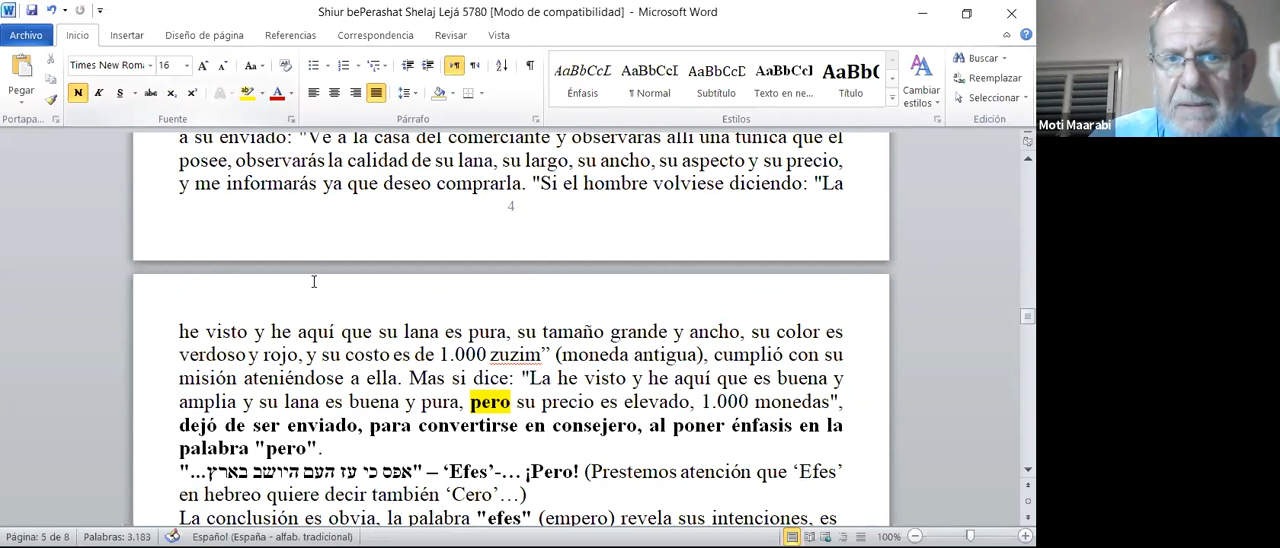 Shiur bePerashat Shelaj Lejá 5780 [Modo de compatibilidad] - Microsoft Word
Archivo Inicio Insertar Diseño de página Referencias Correspondencia Revisar Vista
Times New Roma 16
Pegar
N K S abc x₂ x² A
AaBbCcL AaBbCcI AaBbCcL AaBbCcI AaBb(
Énfasis ¶ Normal Subtítulo Texto en ne... Título
Cambiar estilos
Buscar
Reemplazar
Seleccionar
Portapa... Fuente Párrafo Estilos Edición
Moti Maarabi
a su enviado: "Ve a la casa del comerciante y observarás allí una túnica que él
posee, observarás la calidad de su lana, su largo, su ancho, su aspecto y su precio,
y me informarás ya que deseo comprarla. "Si el hombre volviese diciendo: "La
4
he visto y he aquí que su lana es pura, su tamaño grande y ancho, su color es
verdoso y rojo, y su costo es de 1.000 zuzim” (moneda antigua), cumplió con su
misión ateniéndose a ella. Mas si dice: "La he visto y he aquí que es buena y
amplia y su lana es buena y pura, pero su precio es elevado, 1.000 monedas",
dejó de ser enviado, para convertirse en consejero, al poner énfasis en la
palabra "pero".
"אפס כי עז העם היושב בארץ..." – ‘Efes’-… ¡Pero! (Prestemos atención que ‘Efes’
en hebreo quiere decir también ‘Cero’…)
La conclusión es obvia, la palabra "efes" (empero) revela sus intenciones, es
Página: 5 de 8 Palabras: 3.183 Español (España - alfab. tradicional) 100%